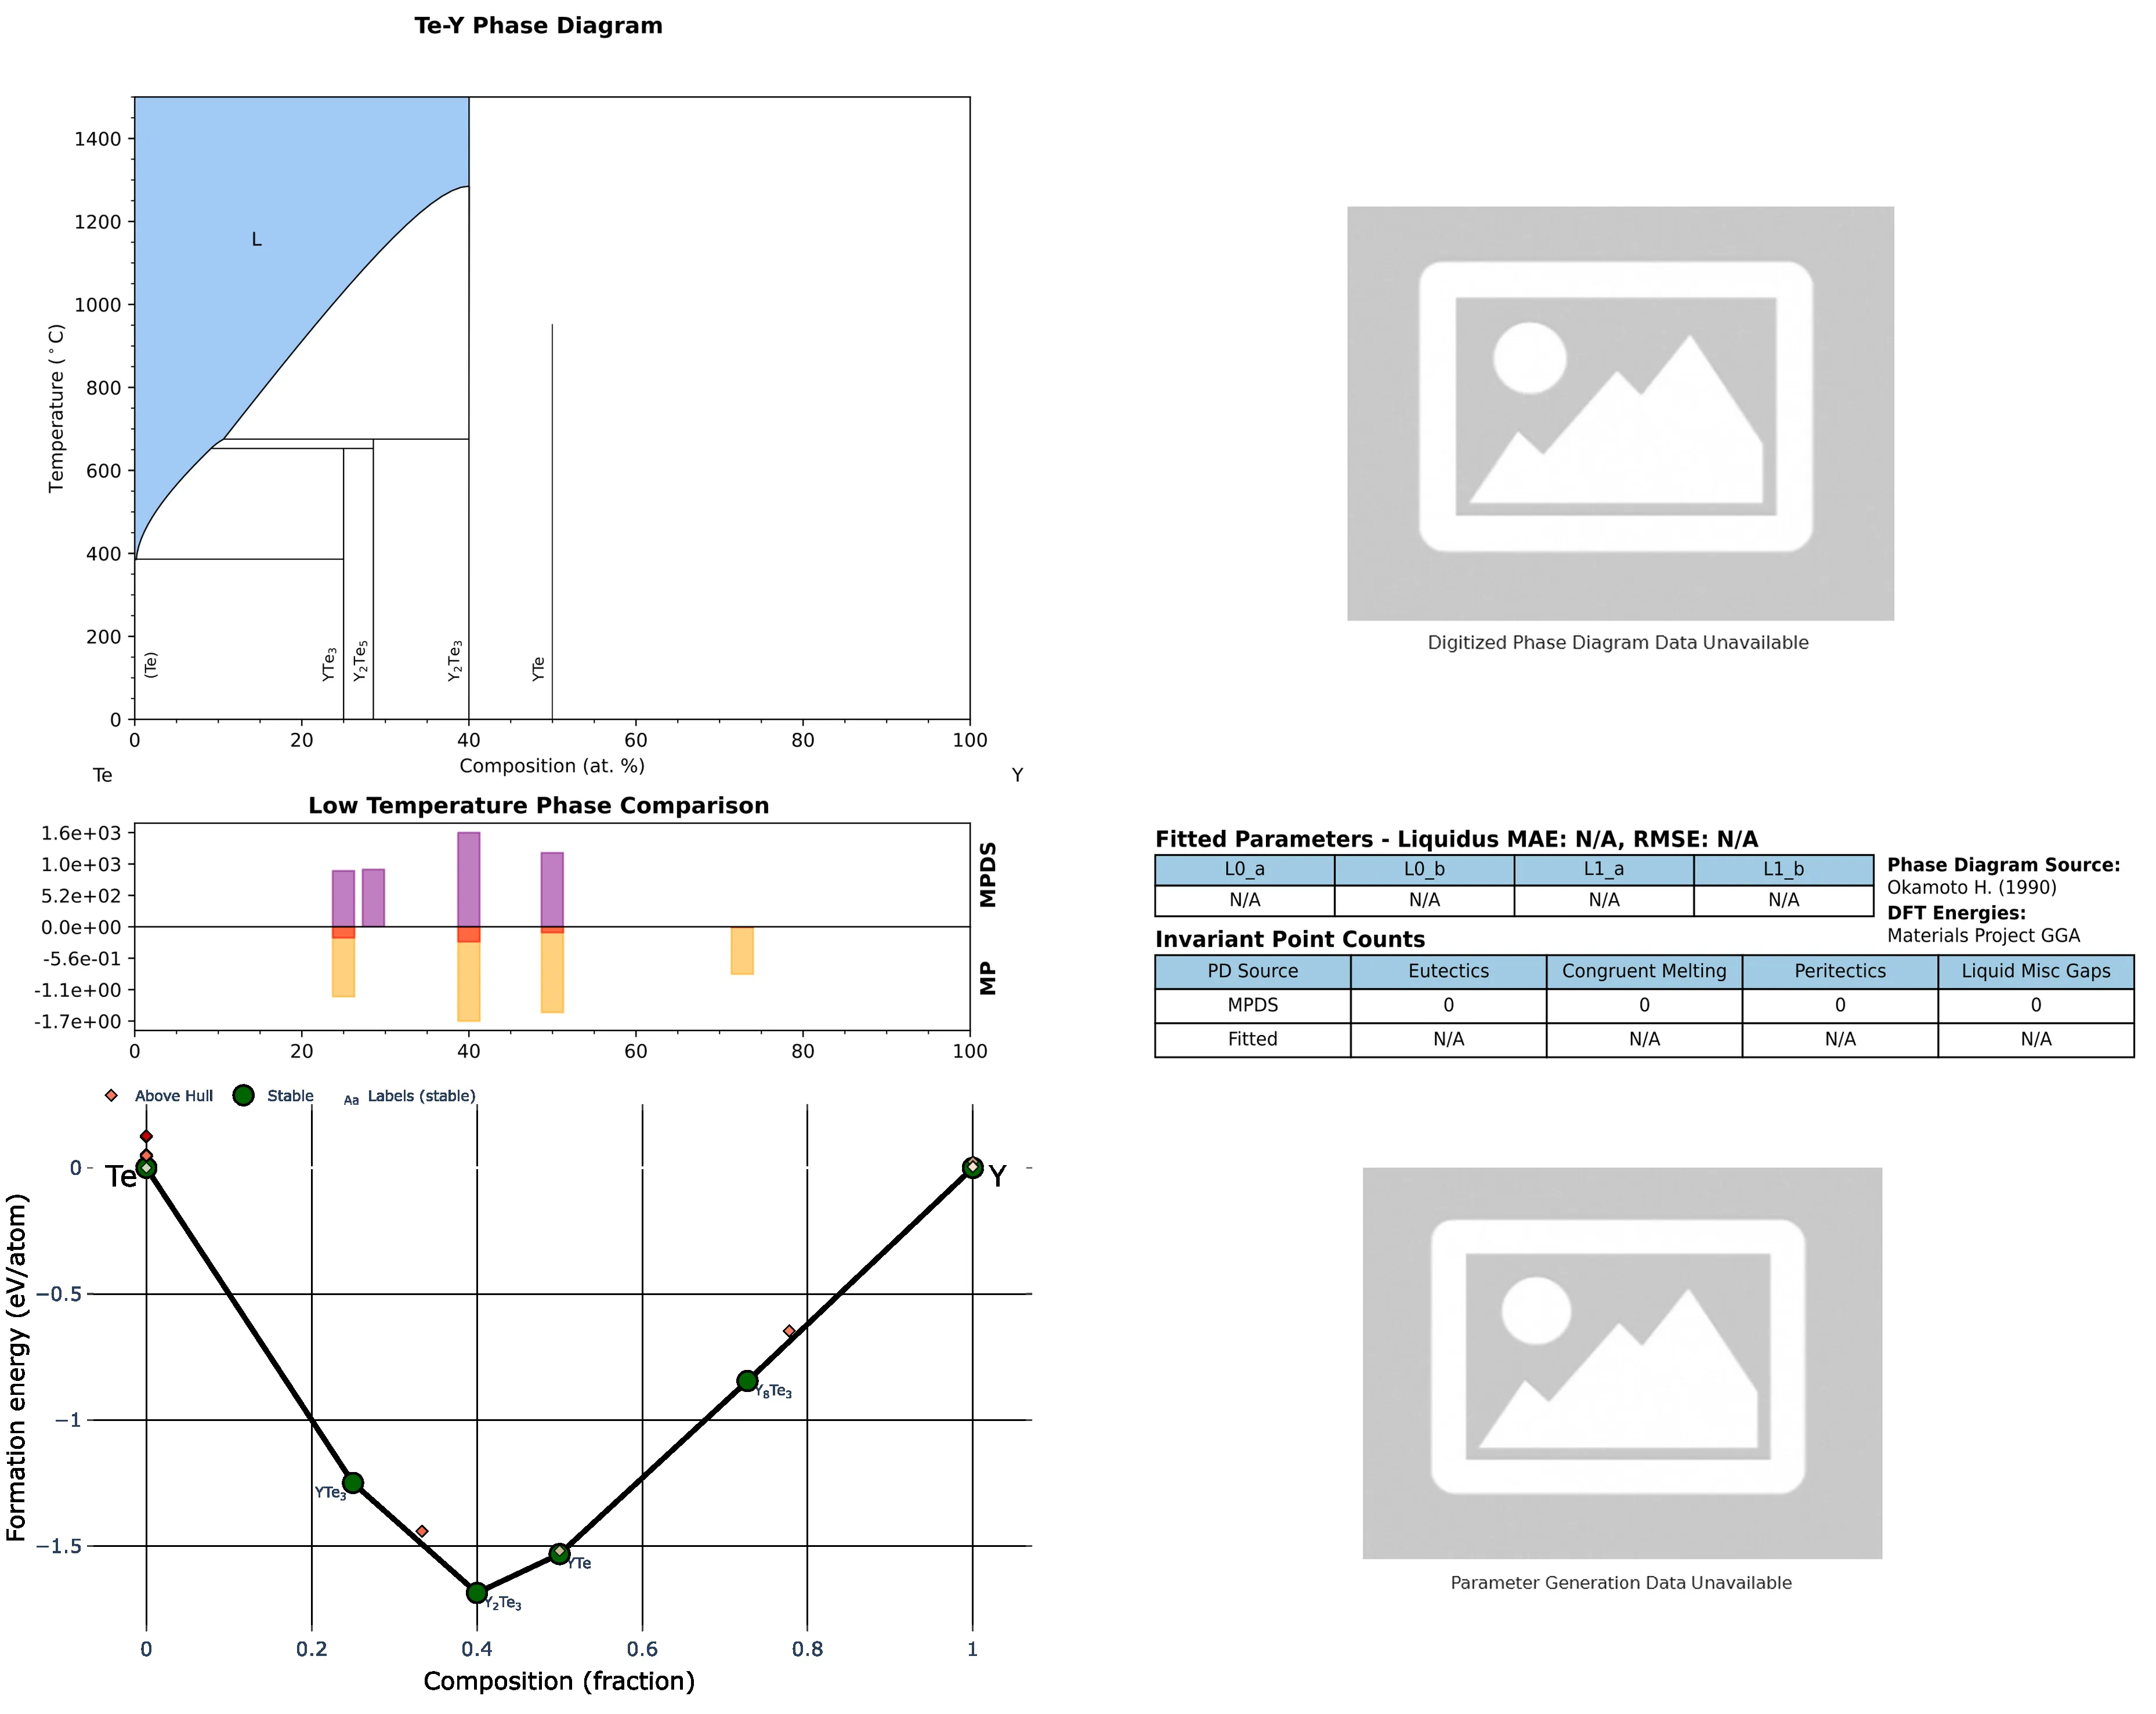 Te-Y Phase Diagram
Temperature (°C)
1400
1200
1000
800
600
400
200
0
L
(Te)
YTe₃
Y₂Te₅
Y₂Te₃
YTe
0 20 40 60 80 100
Te Composition (at. %) Y
Digitized Phase Diagram Data Unavailable
Low Temperature Phase Comparison
1.6e+03
1.0e+03
5.2e+02
0.0e+00
-5.6e-01
-1.1e+00
-1.7e+00
MPDS
MP
0 20 40 60 80 100
Fitted Parameters - Liquidus MAE: N/A, RMSE: N/A
L0_a L0_b L1_a L1_b
N/A N/A N/A N/A
Phase Diagram Source:
Okamoto H. (1990)
DFT Energies:
Materials Project GGA
Invariant Point Counts
PD Source Eutectics Congruent Melting Peritectics Liquid Misc Gaps
MPDS 0 0 0 0
Fitted N/A N/A N/A N/A
Above Hull Stable Aa Labels (stable)
Formation energy (eV/atom)
0
−0.5
−1
−1.5
Te
Y
YTe₃
Y₂Te₃
YTe
Y₈Te₃
0 0.2 0.4 0.6 0.8 1
Composition (fraction)
Parameter Generation Data Unavailable